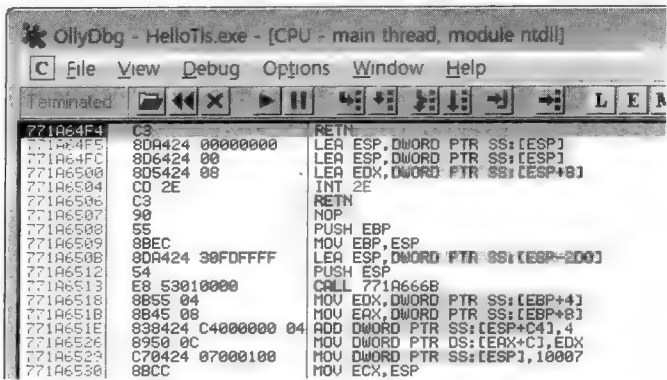 OllyDbg - HelloTls.exe - [CPU - main thread, module ntdll]
C File View Debug Options Window Help
Terminated L E M
771A64F4 C3 RETN
771A64F5 8DA424 00000000 LEA ESP,DWORD PTR SS:[ESP]
771A64FC 8D6424 00 LEA ESP,DWORD PTR SS:[ESP]
771A6500 8D5424 08 LEA EDX,DWORD PTR SS:[ESP+8]
771A6504 CD 2E INT 2E
771A6506 C3 RETN
771A6507 90 NOP
771A6508 55 PUSH EBP
771A6509 8BEC MOV EBP,ESP
771A650B 8DA424 30FDFFFF LEA ESP,DWORD PTR SS:[ESP-2D0]
771A6512 54 PUSH ESP
771A6513 E8 53010000 CALL 771A666B
771A6518 8B55 04 MOV EDX,DWORD PTR SS:[EBP+4]
771A651B 8B45 08 MOV EAX,DWORD PTR SS:[EBP+8]
771A651E 838424 C4000000 04 ADD DWORD PTR SS:[ESP+C4],4
771A6526 8950 0C MOV DWORD PTR DS:[EAX+C],EDX
771A6529 C70424 07000100 MOV DWORD PTR SS:[ESP],10007
771A6530 8BCC MOV ECX,ESP